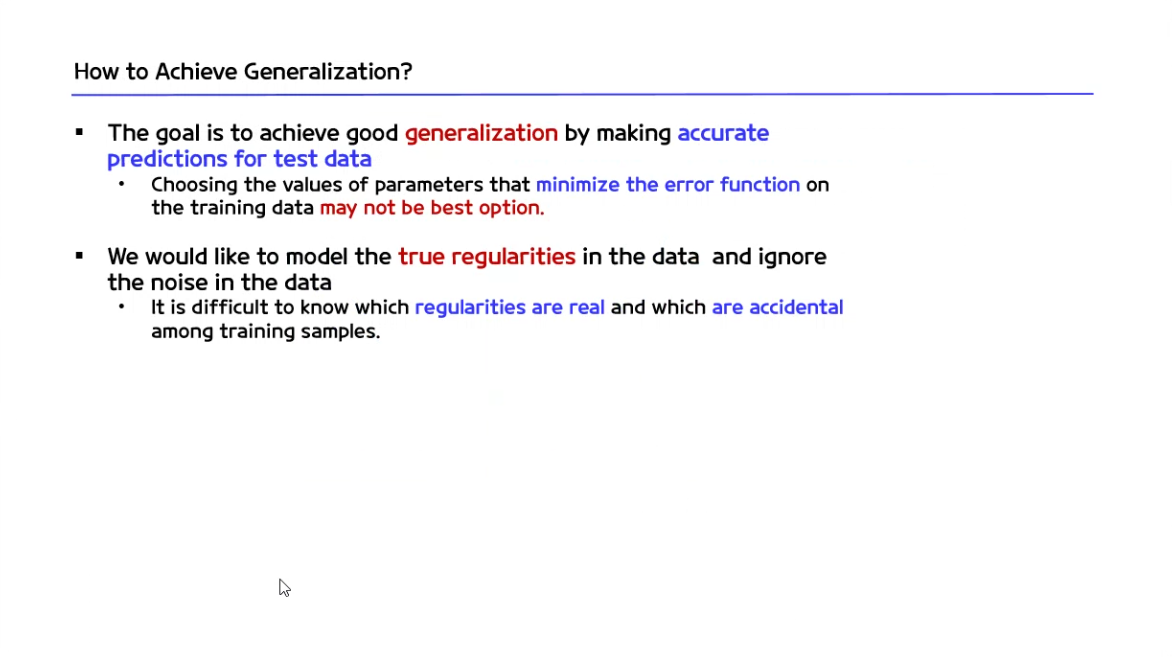 How to Achieve Generalization?
▪ The goal is to achieve good generalization by making accurate
predictions for test data
• Choosing the values of parameters that minimize the error function on
the training data may not be best option.
▪ We would like to model the true regularities in the data and ignore
the noise in the data
• It is difficult to know which regularities are real and which are accidental
among training samples.